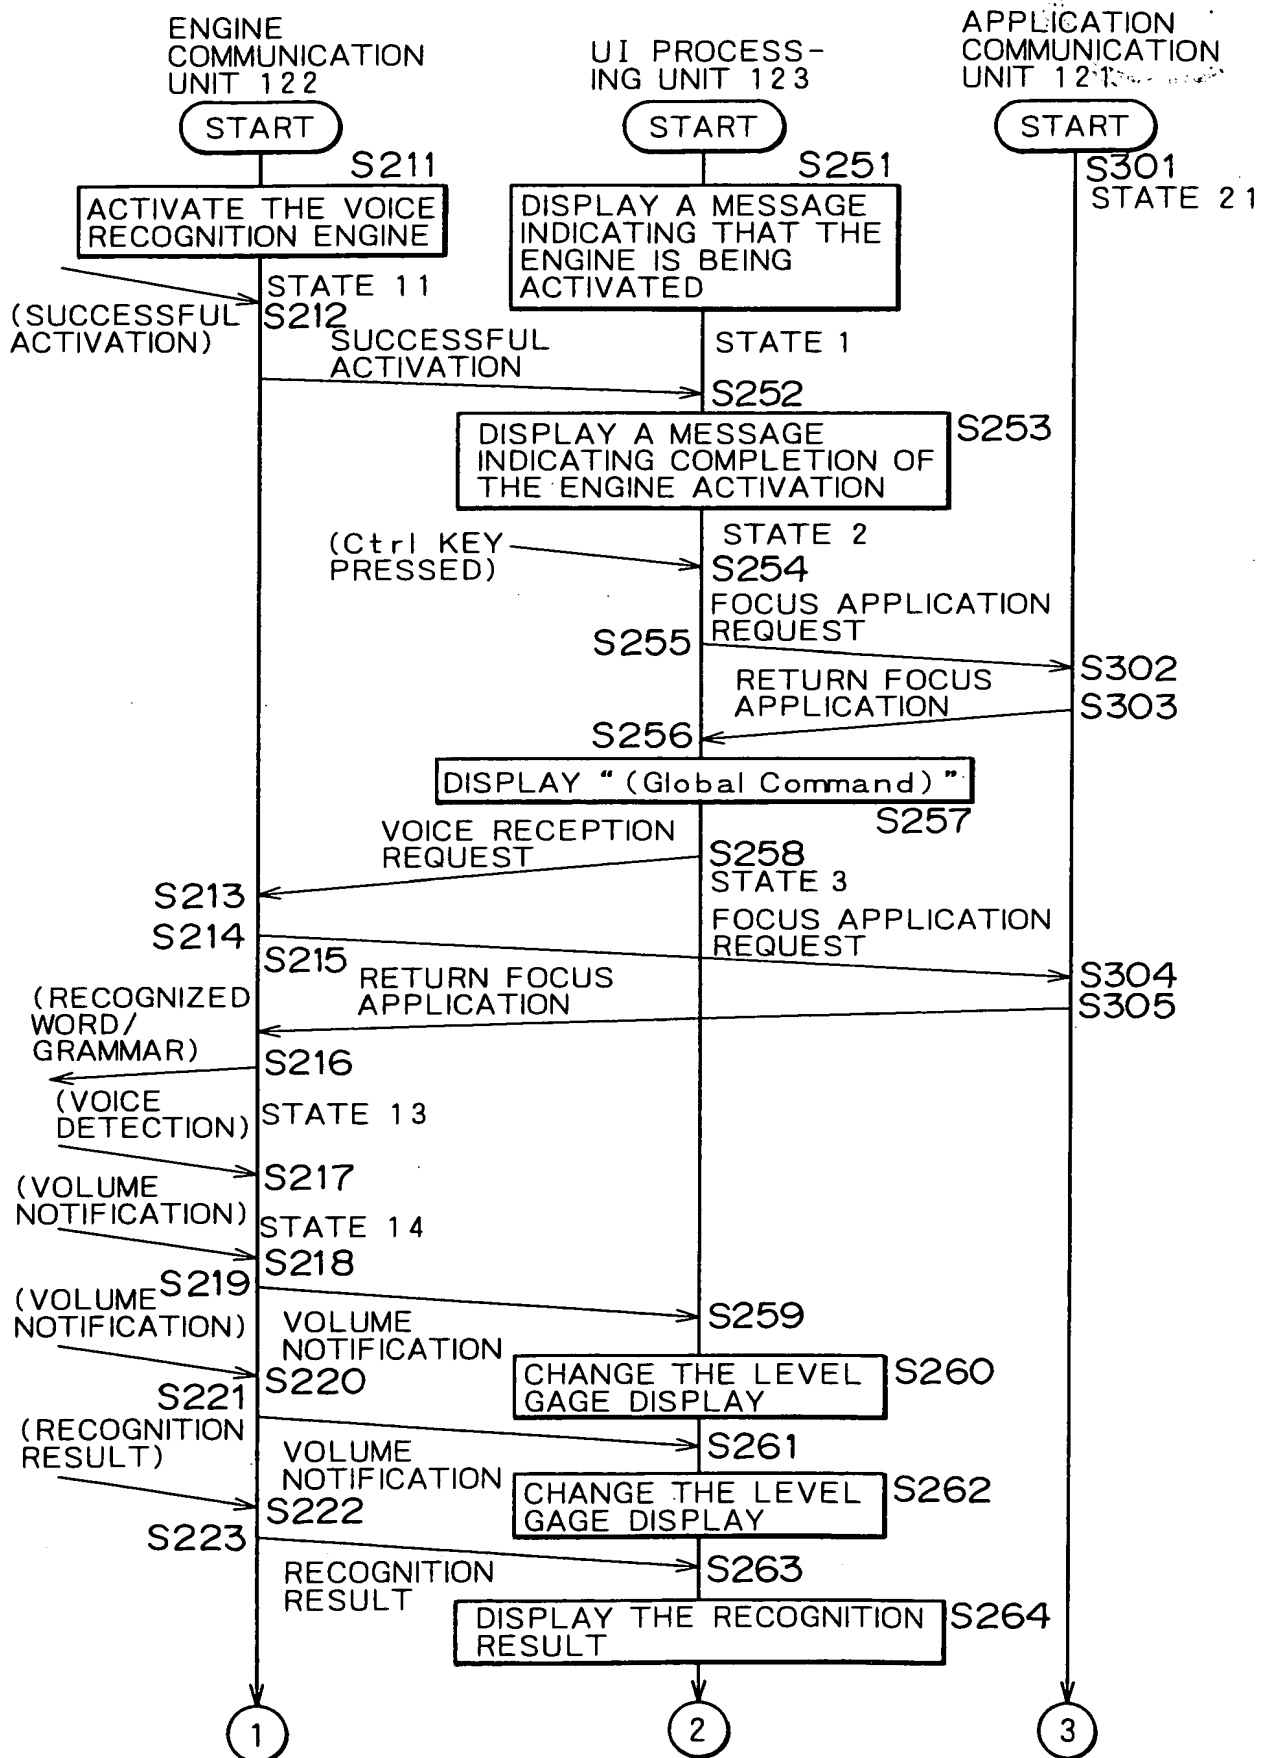 ENGINE
COMMUNICATION
UNIT 122
UI PROCESS-
ING UNIT 123
APPLICATION
COMMUNICATION
UNIT 121
START
START
START
S211
S251
S301
STATE 21
ACTIVATE THE VOICE
RECOGNITION ENGINE
DISPLAY A MESSAGE
INDICATING THAT THE
ENGINE IS BEING
ACTIVATED
STATE 11
(SUCCESSFUL
ACTIVATION)
S212
SUCCESSFUL
ACTIVATION
STATE 1
S252
DISPLAY A MESSAGE
INDICATING COMPLETION OF
THE ENGINE ACTIVATION
S253
STATE 2
(Ctrl KEY
PRESSED)
S254
FOCUS APPLICATION
REQUEST
S255
S302
RETURN FOCUS
APPLICATION
S303
S256
DISPLAY “(Global Command)”
S257
VOICE RECEPTION
REQUEST
S258
STATE 3
S213
FOCUS APPLICATION
REQUEST
S214
S215
S304
RETURN FOCUS
APPLICATION
S305
(RECOGNIZED
WORD/
GRAMMAR)
S216
(VOICE
DETECTION)
STATE 13
S217
(VOLUME
NOTIFICATION)
STATE 14
S218
S219
S259
(VOLUME
NOTIFICATION)
VOLUME
NOTIFICATION
S220
CHANGE THE LEVEL
GAGE DISPLAY
S260
S221
(RECOGNITION
RESULT)
S261
VOLUME
NOTIFICATION
S222
CHANGE THE LEVEL
GAGE DISPLAY
S262
S223
S263
RECOGNITION
RESULT
DISPLAY THE RECOGNITION
RESULT
S264
1
2
3